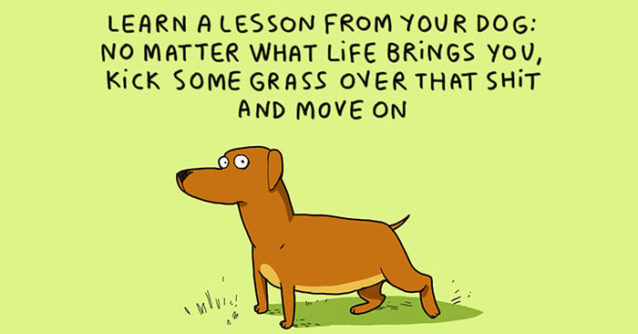 LEARN A LESSON FROM YOUR DOG:
NO MATTER WHAT LiFE BRiNGS YOU,
KiCK SOME GRASS OVER THAT SHiT
AND MOVE ON